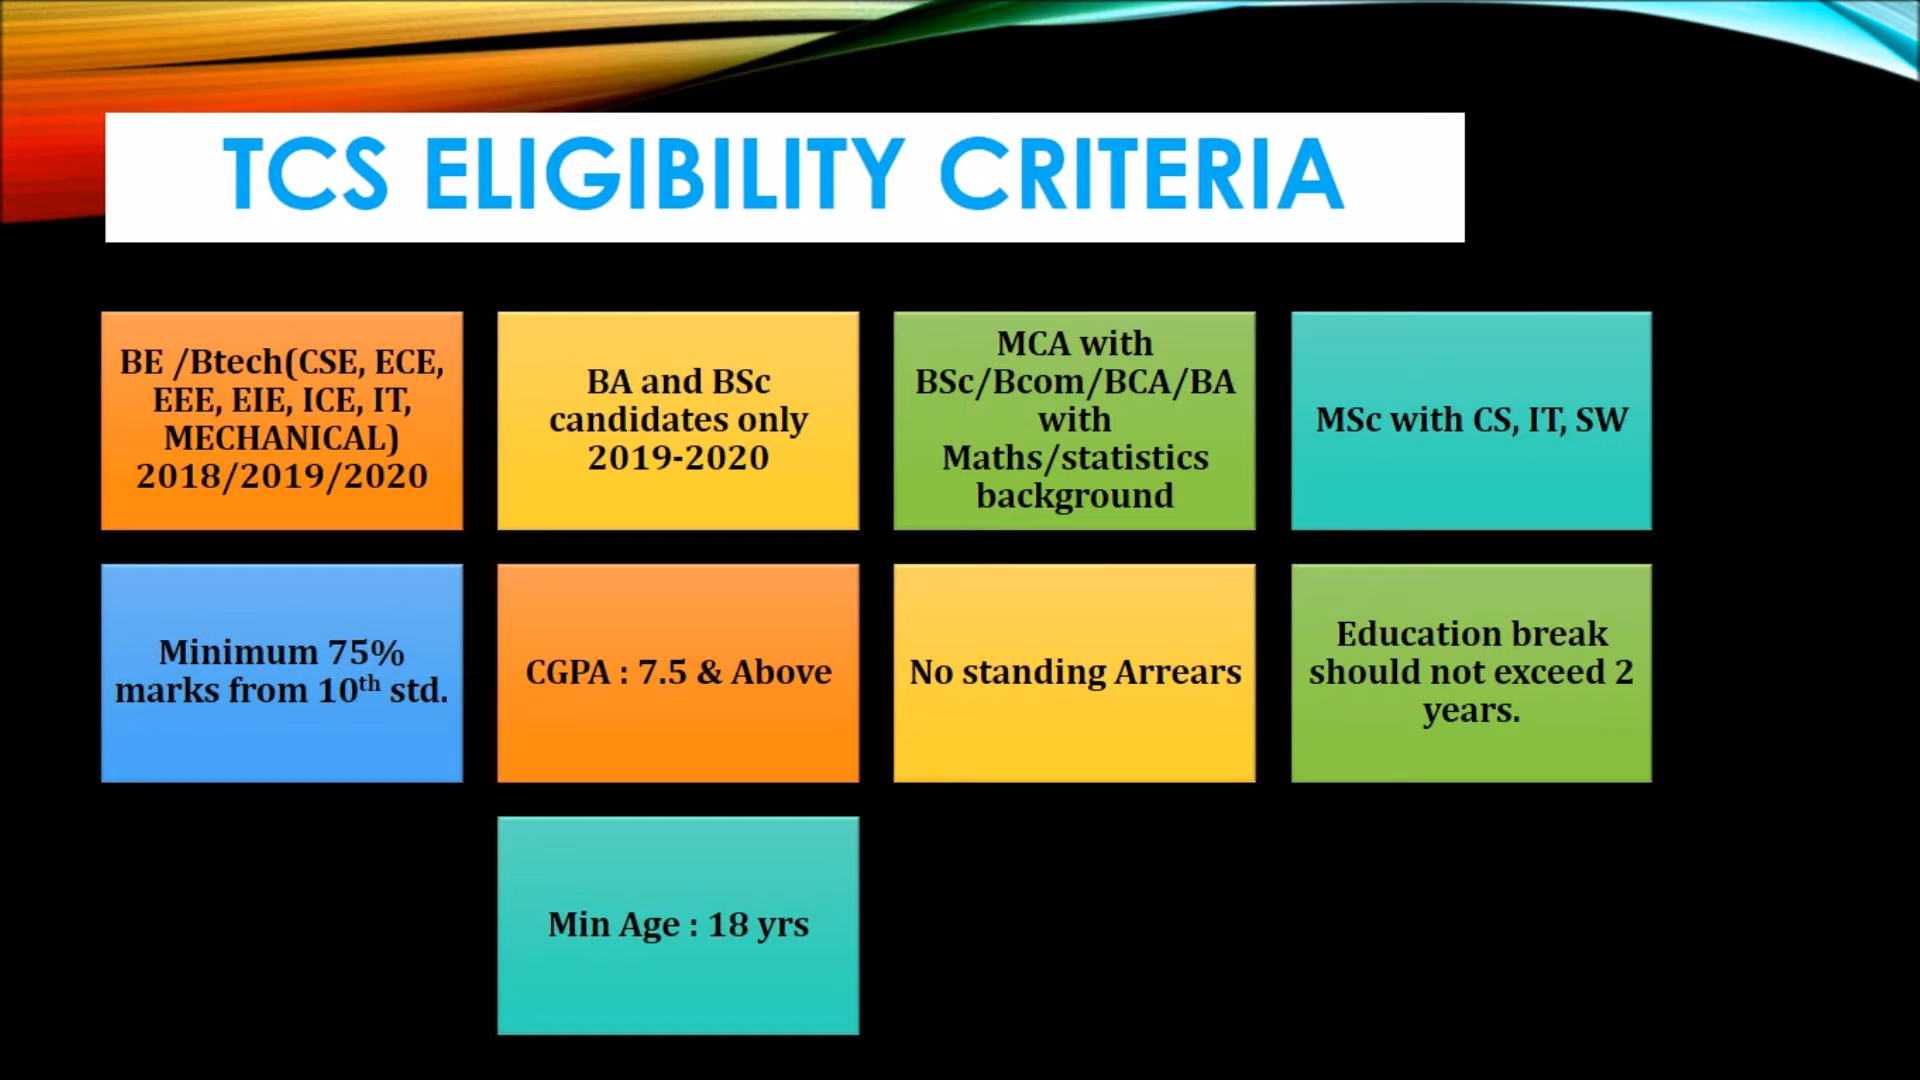 TCS ELIGIBILITY CRITERIA
BE /Btech(CSE, ECE,
EEE, EIE, ICE, IT,
MECHANICAL)
2018/2019/2020
BA and BSc
candidates only
2019-2020
MCA with
BSc/Bcom/BCA/BA
with
Maths/statistics
background
MSc with CS, IT, SW
Minimum 75%
marks from 10th std.
CGPA : 7.5 & Above
No standing Arrears
Education break
should not exceed 2
years.
Min Age : 18 yrs